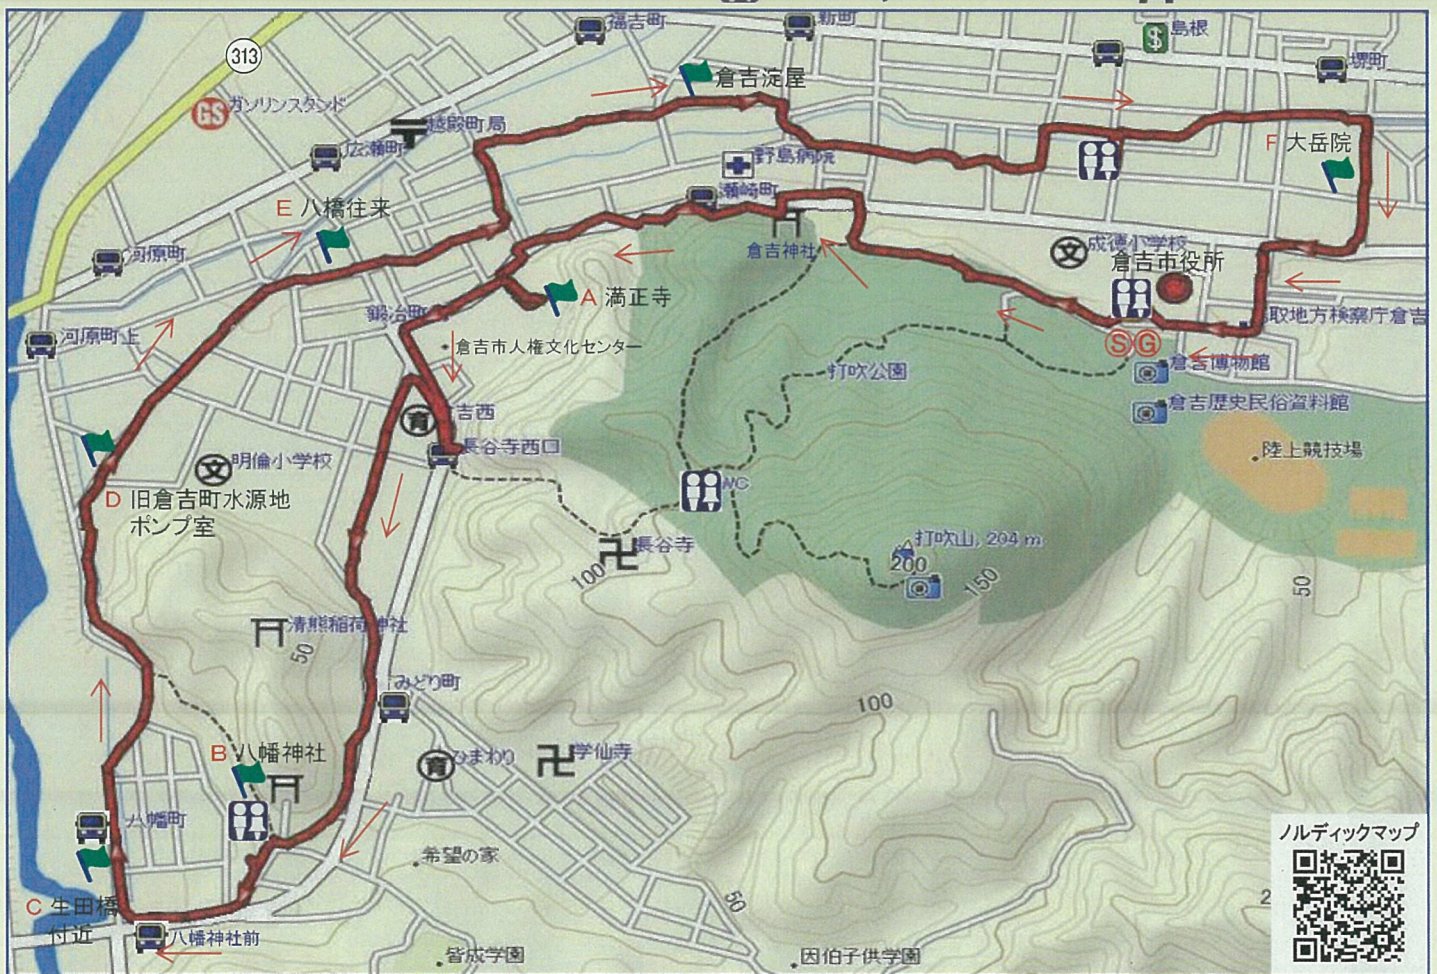 福吉町
新町
島根
313
堺町
倉吉淀屋
GS ガソリンスタンド
越殿町局
広瀬町
野島病院
F 大岳院
瀬崎町
E 八橋往来
成徳小学校
倉吉神社
倉吉市役所
河原町
A 満正寺
鍛冶町
取地方検察庁倉吉
河原町上
倉吉市人権文化センター
S G
倉吉博物館
打吹公園
育 吉西
倉吉歴史民俗資料館
長谷寺西口
陸上競技場
文 明倫小学校
WC
D 旧倉吉町水源地
ポンプ室
長谷寺
打吹山, 204 m
200
100
150
50
清熊稲荷神社
50
みどり町
100
B 八幡神社
育 ひまわり
学仙寺
八幡町
ノルディックマップ
希望の家
C 生田橋
付近
50
2
八幡神社前
皆成学園
因伯子供学園